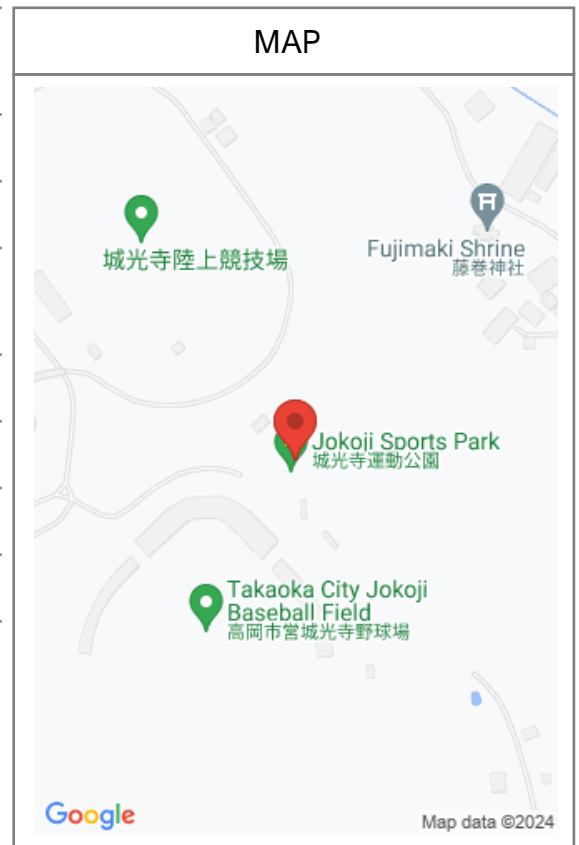 MAP
城光寺陸上競技場
Fujimaki Shrine
藤巻神社
Jokoji Sports Park
城光寺運動公園
Takaoka City Jokoji
Baseball Field
高岡市営城光寺野球場
Google
Map data ©2024